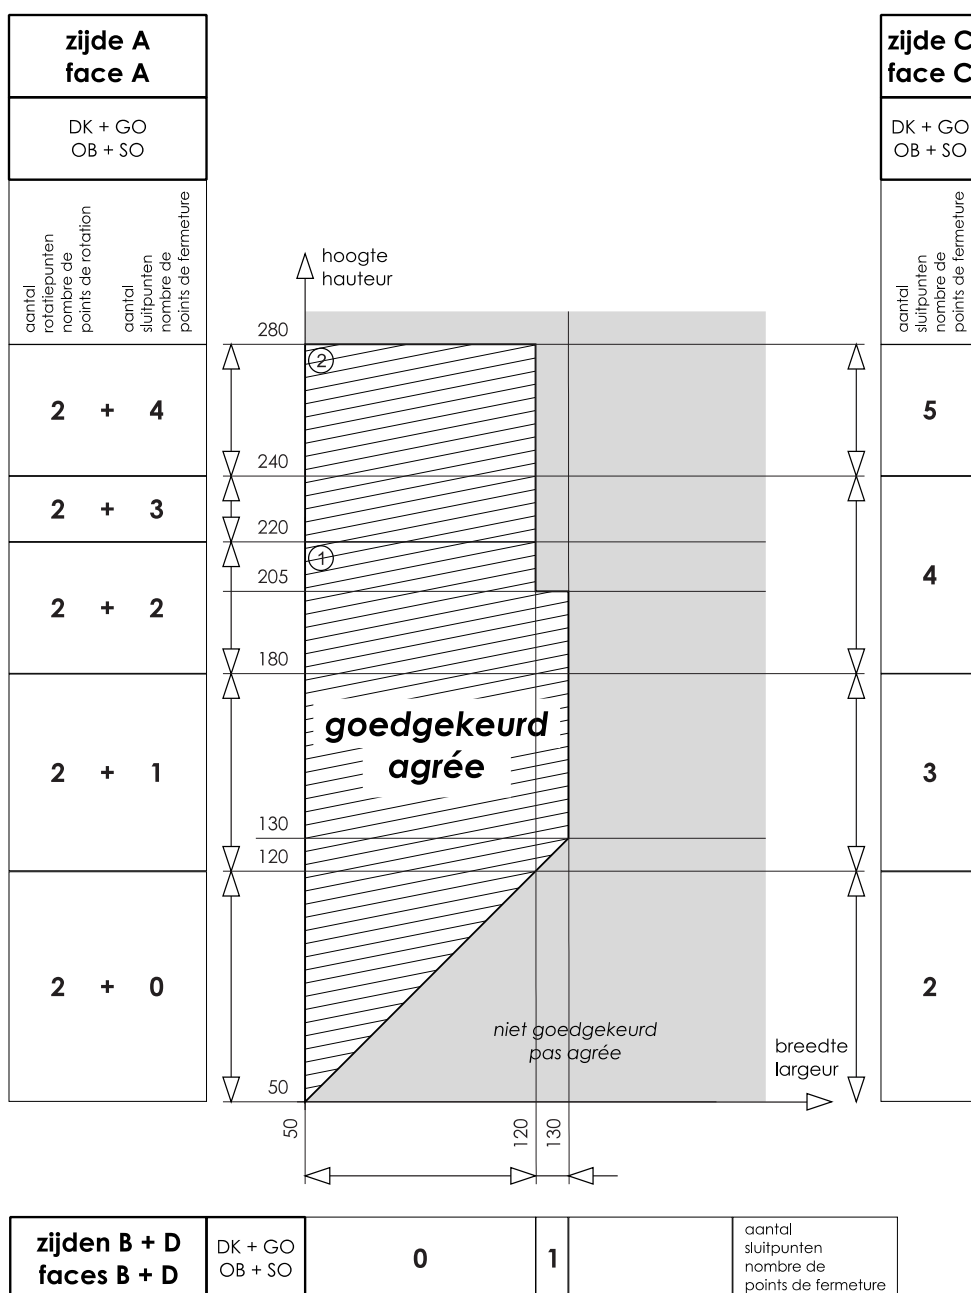 zijde A
face A
DK + GO
OB + SO
aantal
rotatiepunten
nombre de
points de rotation
aantal
sluitpunten
nombre de
points de fermeture
2 + 4
2 + 3
2 + 2
2 + 1
2 + 0
hoogte
hauteur
280
240
220
205
180
130
120
50
2
1
goedgekeurd
agrée
niet goedgekeurd
pas agrée
breedte
largeur
50
120
130
zijde C
face C
DK + GO
OB + SO
aantal
sluitpunten
nombre de
points de fermeture
5
4
3
2
zijden B + D
faces B + D
DK + GO
OB + SO
0
1
aantal
sluitpunten
nombre de
points de fermeture